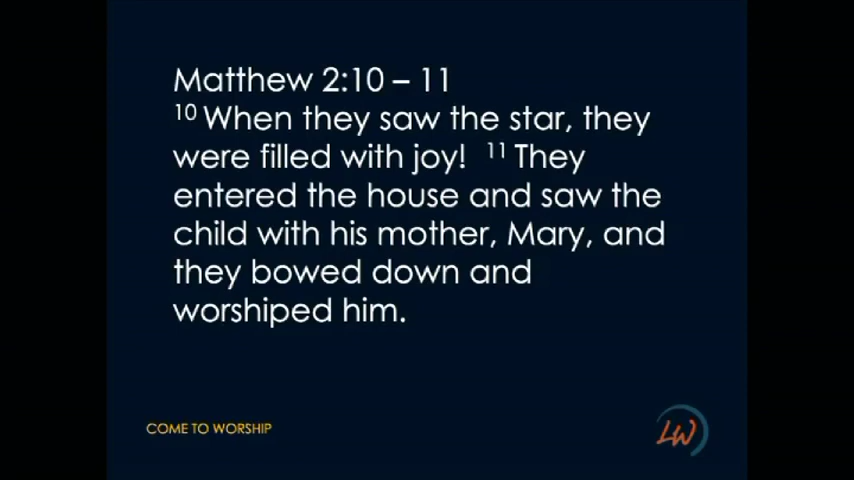 Matthew 2:10 – 11
10 When they saw the star, they
were filled with joy! 11 They
entered the house and saw the
child with his mother, Mary, and
they bowed down and
worshiped him.
COME TO WORSHIP
LW